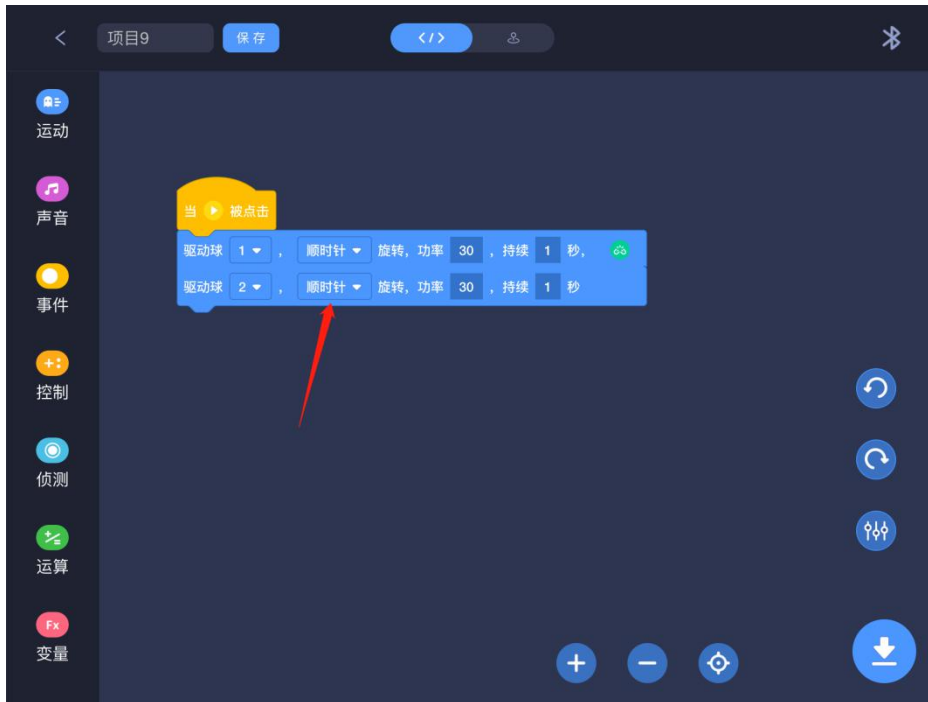 项目9
保存
</>
运动
声音
事件
控制
侦测
运算
Fx
变量
当 被点击
驱动球 1 , 顺时针 旋转, 功率 30 , 持续 1 秒,
驱动球 2 , 顺时针 旋转, 功率 30 , 持续 1 秒